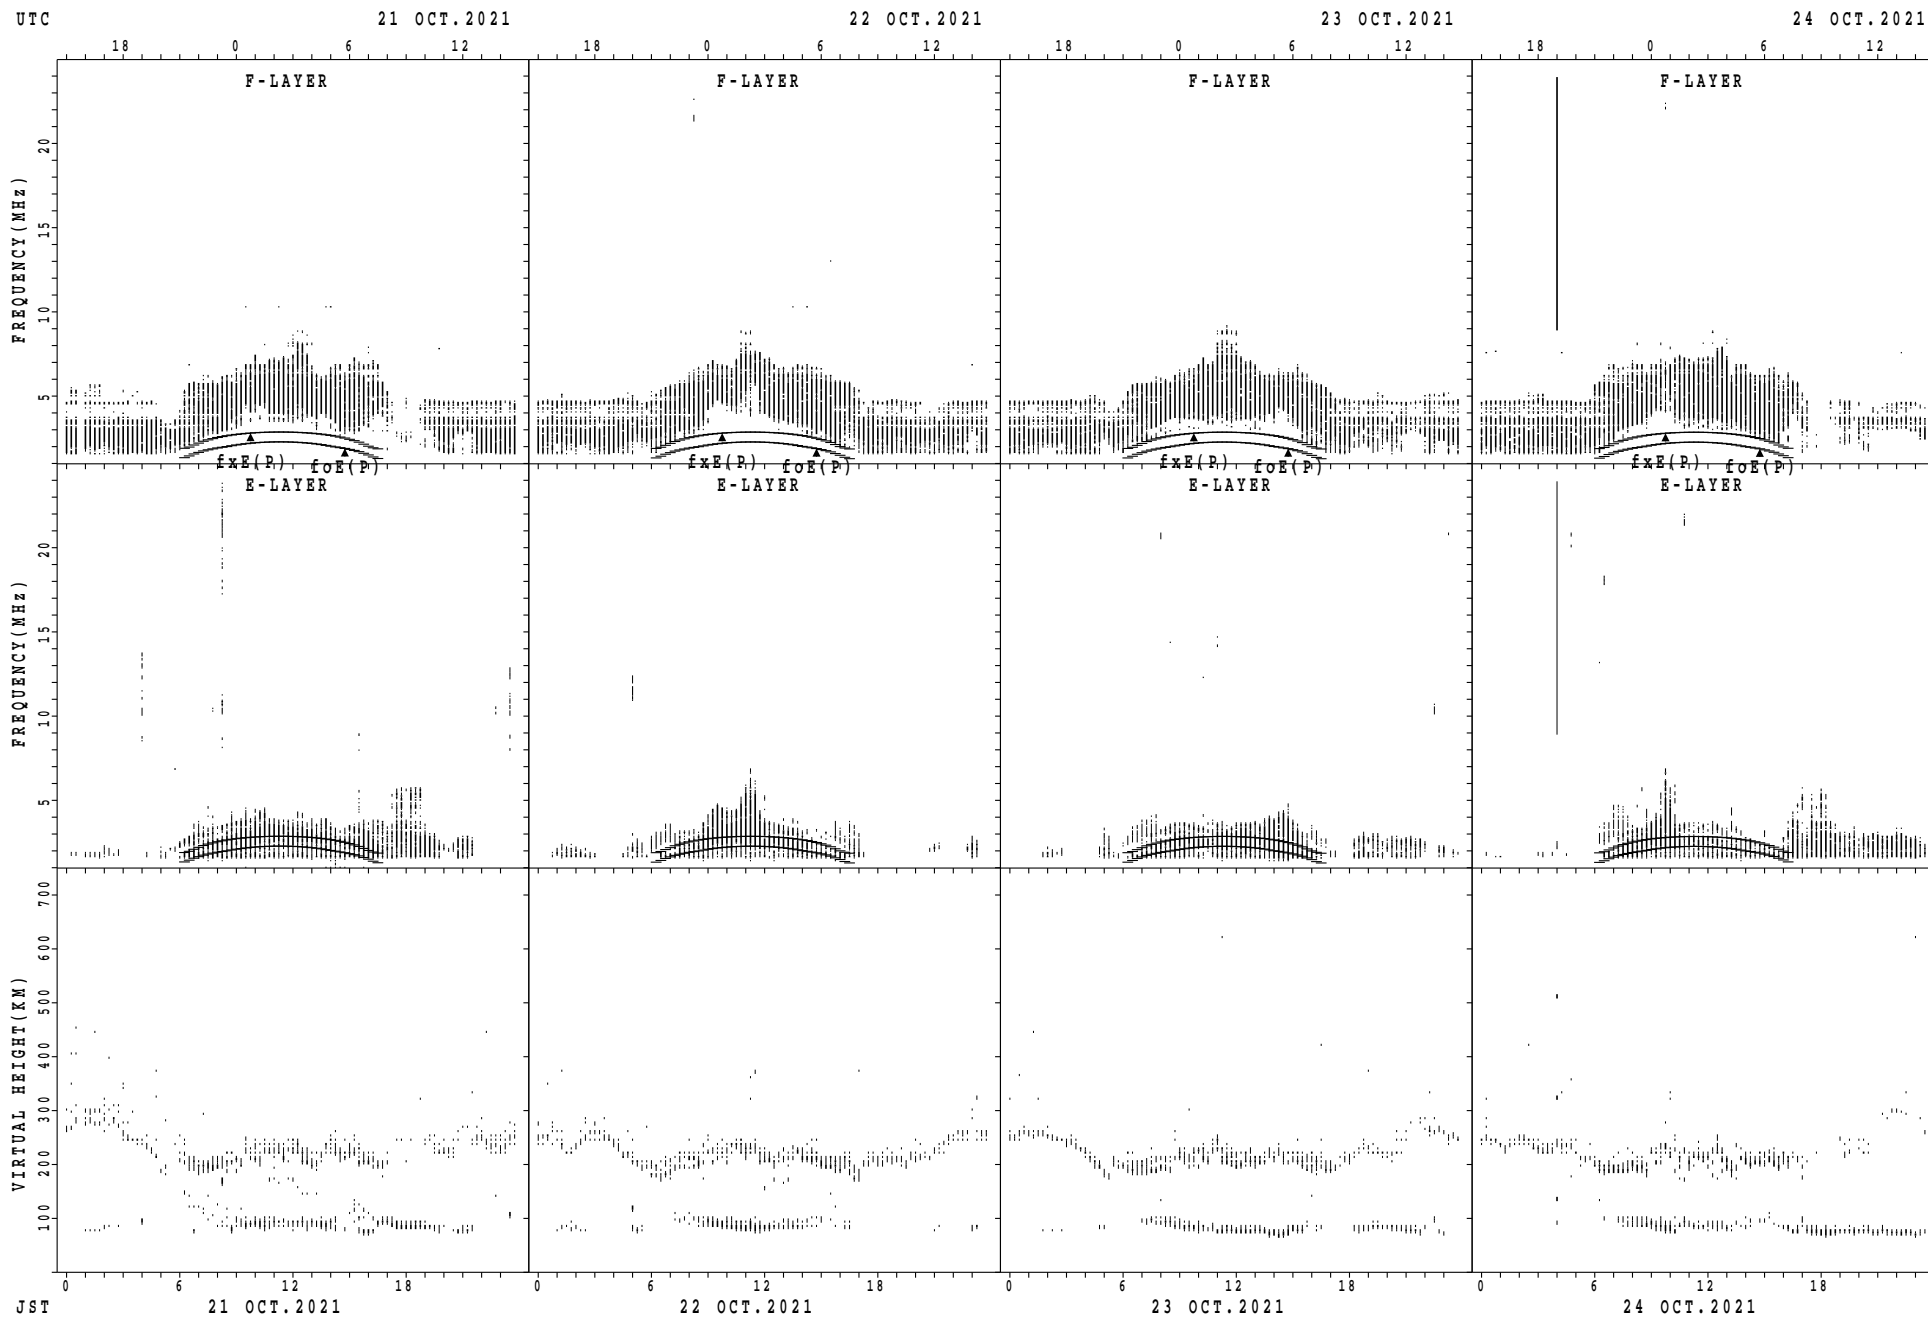 UTC 21 OCT.2021 22 OCT.2021 23 OCT.2021 24 OCT.2021
18 0 6 12 18 0 6 12 18 0 6 12 18 0 6 12
F-LAYER F-LAYER F-LAYER F-LAYER
FREQUENCY(MHz)
20
15
10
5
fxE(P) foE(P) fxE(P) foE(P) fxE(P) foE(P) fxE(P) foE(P)
E-LAYER E-LAYER E-LAYER E-LAYER
FREQUENCY(MHz)
20
15
10
5
VIRTUAL HEIGHT(KM)
700
600
500
400
300
200
100
0 6 12 18 0 6 12 18 0 6 12 18 0 6 12 18
JST 21 OCT.2021 22 OCT.2021 23 OCT.2021 24 OCT.2021